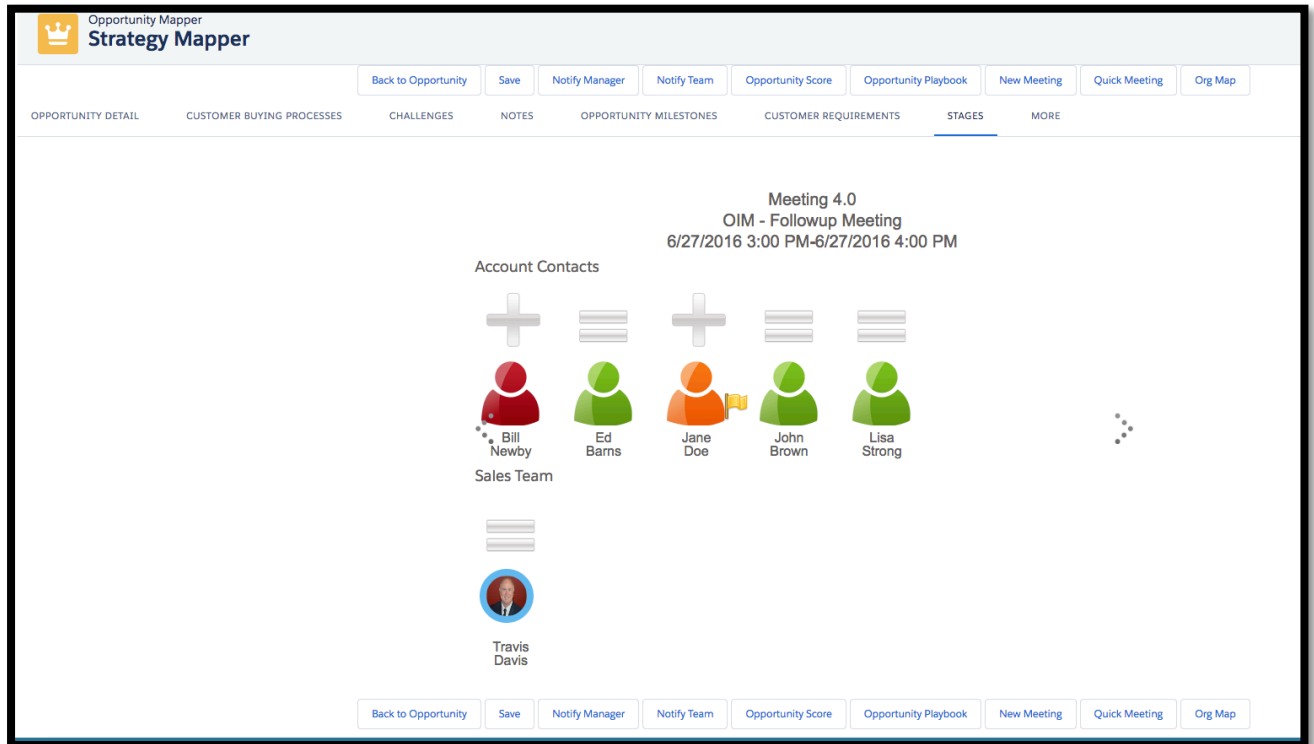 Opportunity Mapper
Strategy Mapper
Back to Opportunity Save Notify Manager Notify Team Opportunity Score Opportunity Playbook New Meeting Quick Meeting Org Map
OPPORTUNITY DETAIL CUSTOMER BUYING PROCESSES CHALLENGES NOTES OPPORTUNITY MILESTONES CUSTOMER REQUIREMENTS STAGES MORE
Meeting 4.0
OIM - Followup Meeting
6/27/2016 3:00 PM-6/27/2016 4:00 PM
Account Contacts
Bill Ed Jane John Lisa
Newby Barns Doe Brown Strong
Sales Team
Travis
Davis
Back to Opportunity Save Notify Manager Notify Team Opportunity Score Opportunity Playbook New Meeting Quick Meeting Org Map